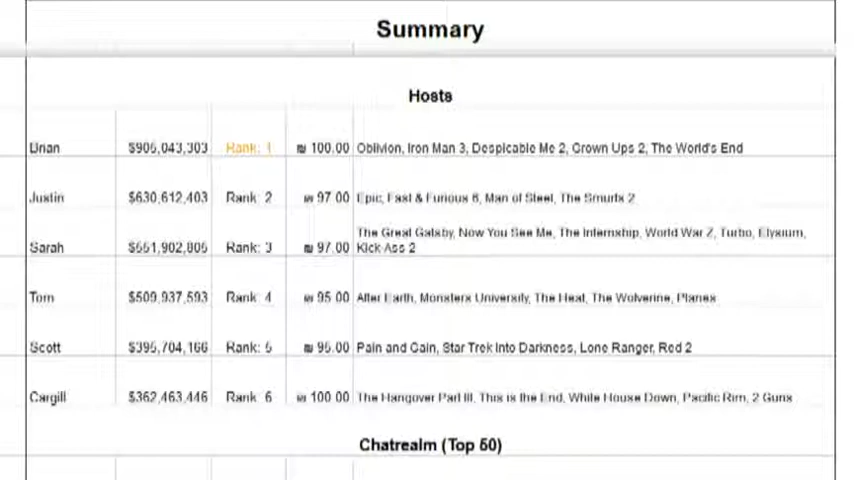 Summary
Hosts
Brian $905,043,303 Rank: 1 ₪ 100.00 Oblivion, Iron Man 3, Despicable Me 2, Grown Ups 2, The World's End
Justin $630,612,403 Rank: 2 ₪ 97.00 Epic, Fast & Furious 6, Man of Steel, The Smurfs 2
The Great Gatsby, Now You See Me, The Internship, World War Z, Turbo, Elysium,
Sarah $551,902,805 Rank: 3 ₪ 97.00 Kick Ass 2
Tom $509,937,593 Rank: 4 ₪ 95.00 After Earth, Monsters University, The Heat, The Wolverine, Planes
Scott $395,704,166 Rank: 5 ₪ 95.00 Pain and Gain, Star Trek Into Darkness, Lone Ranger, Red 2
Cargill $362,463,446 Rank: 6 ₪ 100.00 The Hangover Part III, This is the End, White House Down, Pacific Rim, 2 Guns
Chatrealm (Top 50)